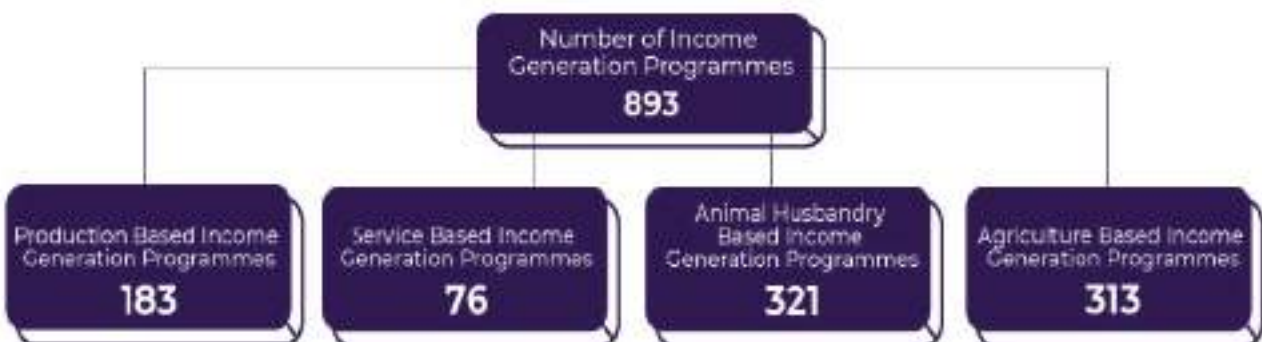 Number of Income
Generation Programmes
893
Production Based Income
Generation Programmes
183
Service Based Income
Generation Programmes
76
Animal Husbandry
Based Income
Generation Programmes
321
Agriculture Based Income
Generation Programmes
313